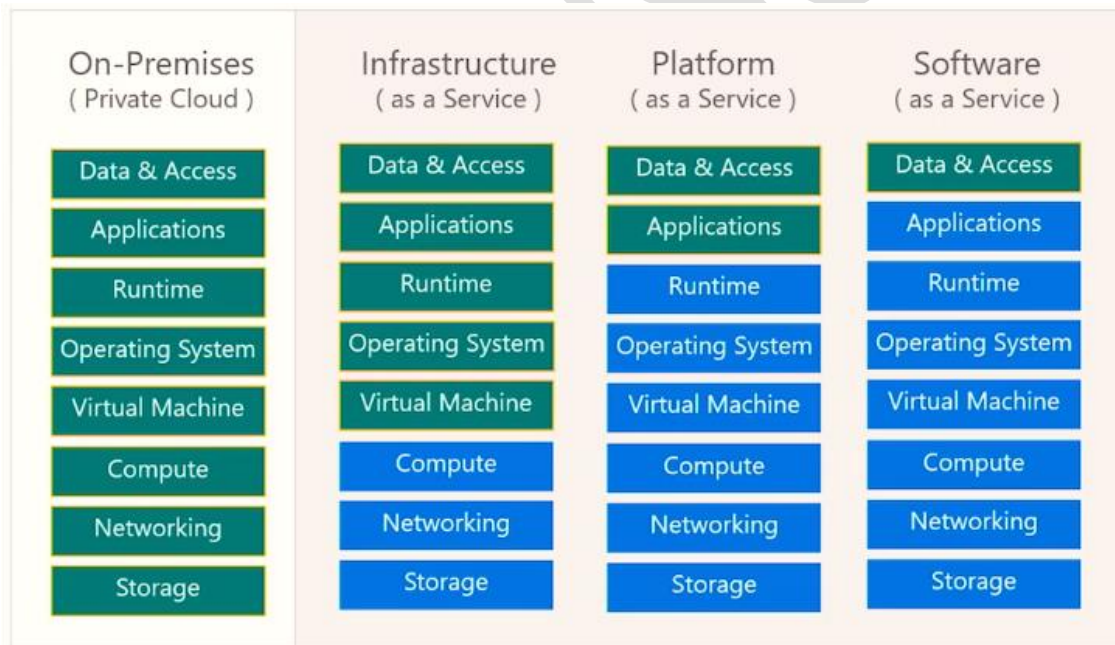 On-Premises
( Private Cloud )
Data & Access
Applications
Runtime
Operating System
Virtual Machine
Compute
Networking
Storage
Infrastructure
( as a Service )
Data & Access
Applications
Runtime
Operating System
Virtual Machine
Compute
Networking
Storage
Platform
( as a Service )
Data & Access
Applications
Runtime
Operating System
Virtual Machine
Compute
Networking
Storage
Software
( as a Service )
Data & Access
Applications
Runtime
Operating System
Virtual Machine
Compute
Networking
Storage